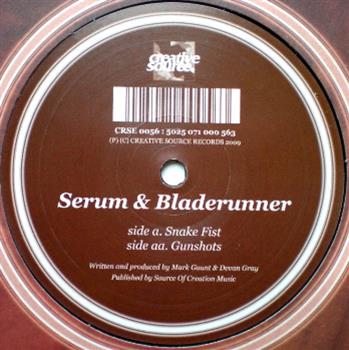 creative
source.
CRSE 0056 : 5025 071 000 563
(P) (C) CREATIVE SOURCE RECORDS 2009
Serum & Bladerunner
side a. Snake Fist
side aa. Gunshots
Written and produced by Mark Gaunt & Devan Gray
Published by Source Of Creation Music